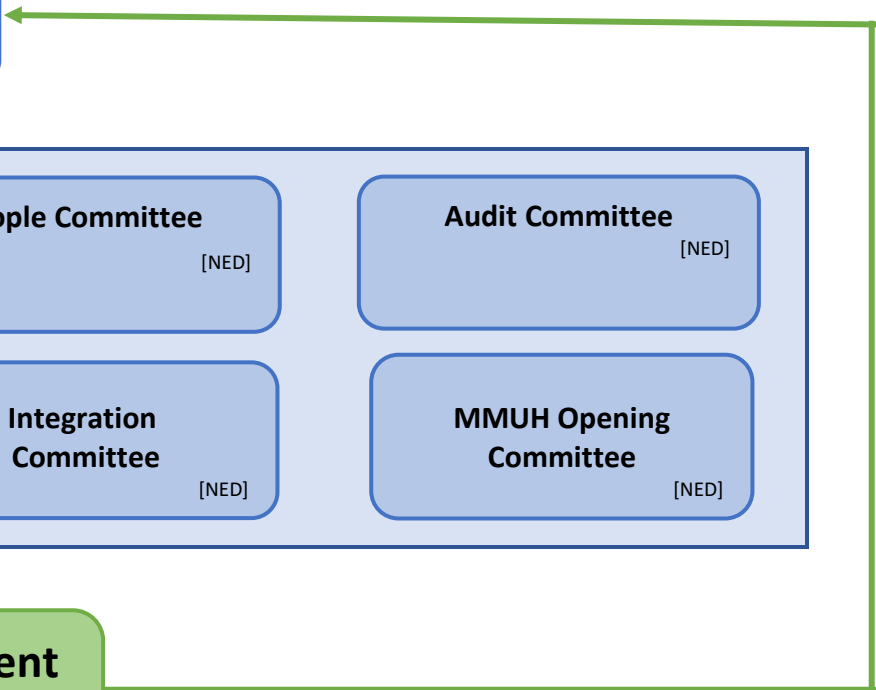 ople Committee
[NED]
Audit Committee
[NED]
Integration
Committee
[NED]
MMUH Opening
Committee
[NED]
ent